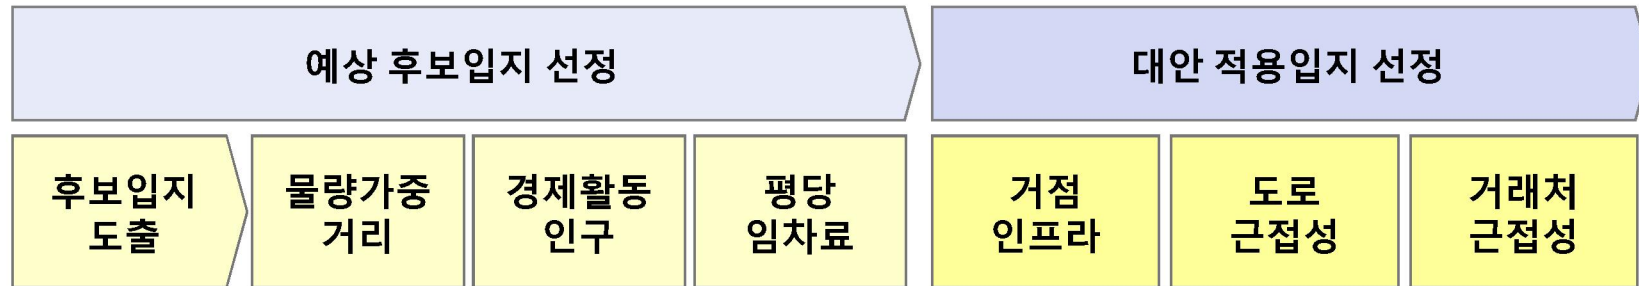 예상 후보입지 선정
대안 적용입지 선정
후보입지
도출
물량가중
거리
경제활동
인구
평당
임차료
거점
인프라
도로
근접성
거래처
근접성